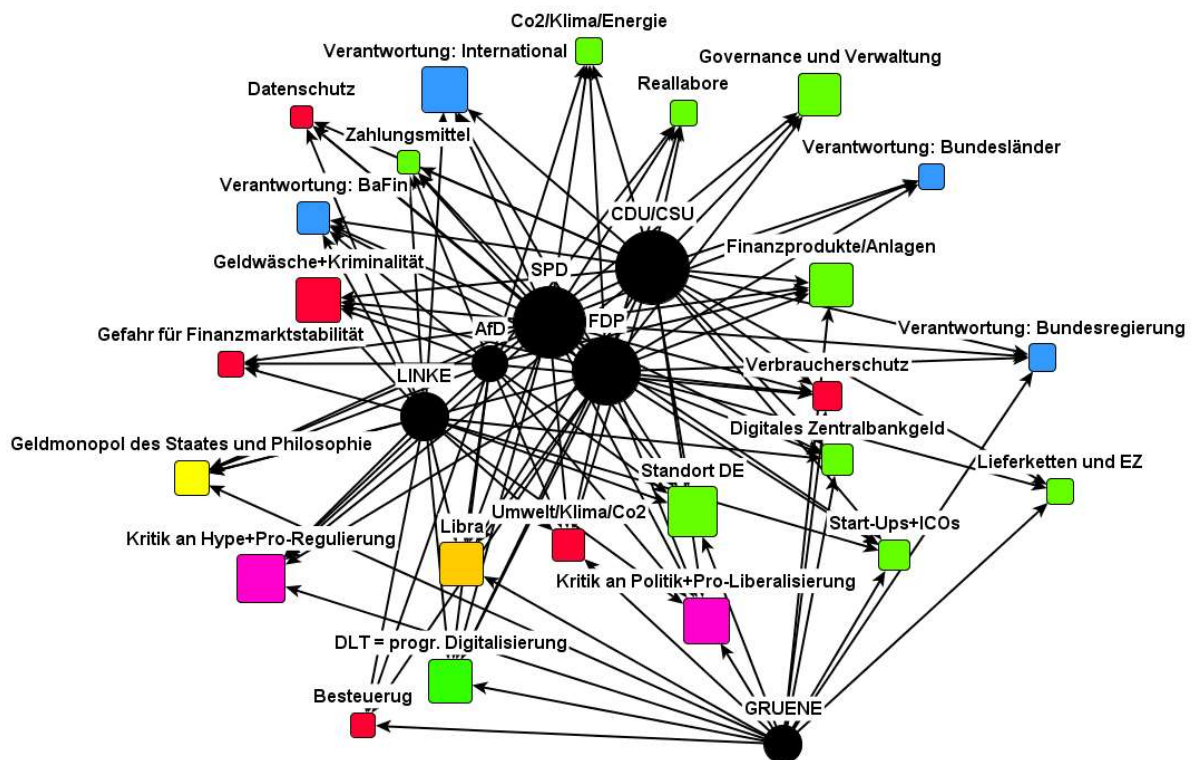 Co2/Klima/Energie
Verantwortung: International
Governance und Verwaltung
Datenschutz
Reallabore
Zahlungsmittel
Verantwortung: Bundesländer
Verantwortung: BaFin
CDU/CSU
Finanzprodukte/Anlagen
Geldwäsche+Kriminalität
SPD
AfD
FDP
Verantwortung: Bundesregierung
Gefahr für Finanzmarktstabilität
Verbraucherschutz
LINKE
Digitales Zentralbankgeld
Geldmonopol des Staates und Philosophie
Standort DE
Lieferketten und EZ
Umwelt/Klima/Co2
Libra
Start-Ups+ICOs
Kritik an Hype+Pro-Regulierung
Kritik an Politik+Pro-Liberalisierung
DLT = progr. Digitalisierung
Besteuerug
GRUENE